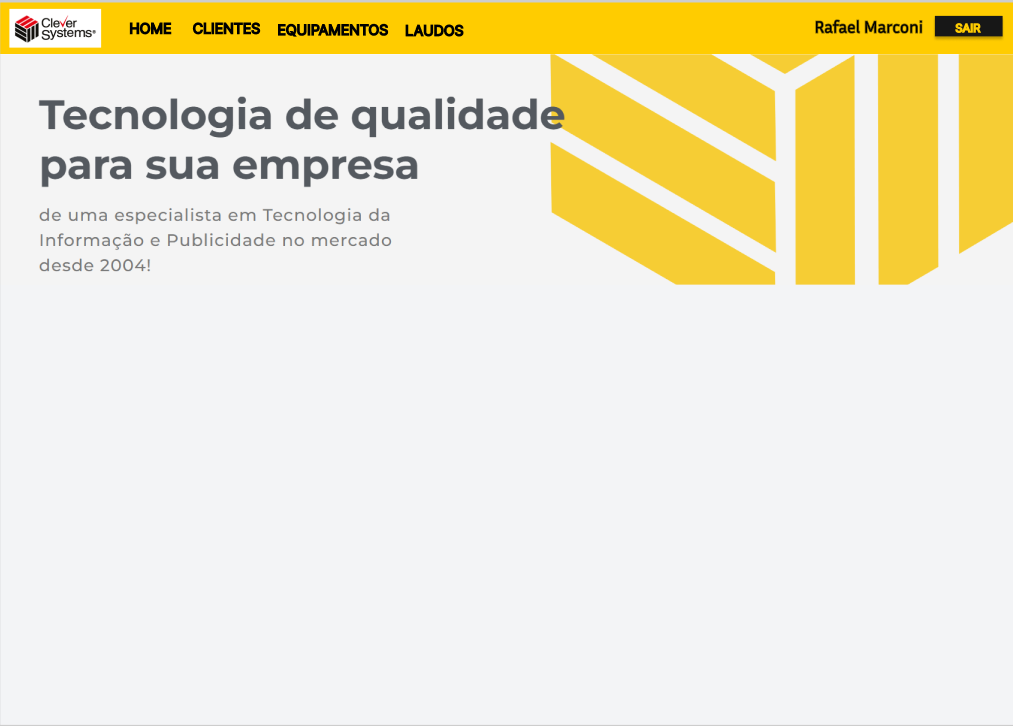 Clever
Systems®
HOME CLIENTES EQUIPAMENTOS LAUDOS Rafael Marconi SAIR
Tecnologia de qualidade
para sua empresa
de uma especialista em Tecnologia da
Informação e Publicidade no mercado
desde 2004!